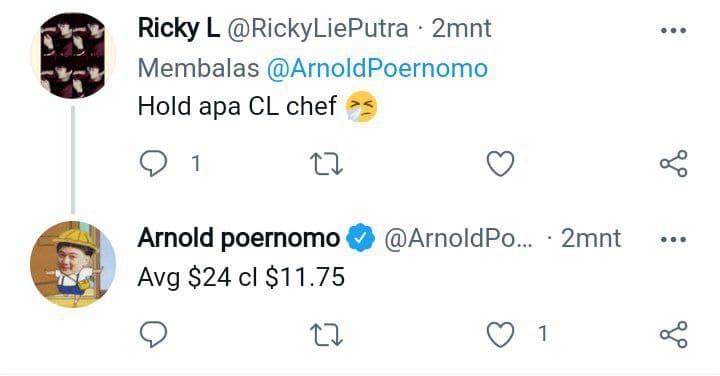 Ricky L @RickyLiePutra · 2mnt
Membalas @ArnoldPoernomo
Hold apa CL chef
1
Arnold poernomo @ArnoldPo... · 2mnt
Avg $24 cl $11.75
1